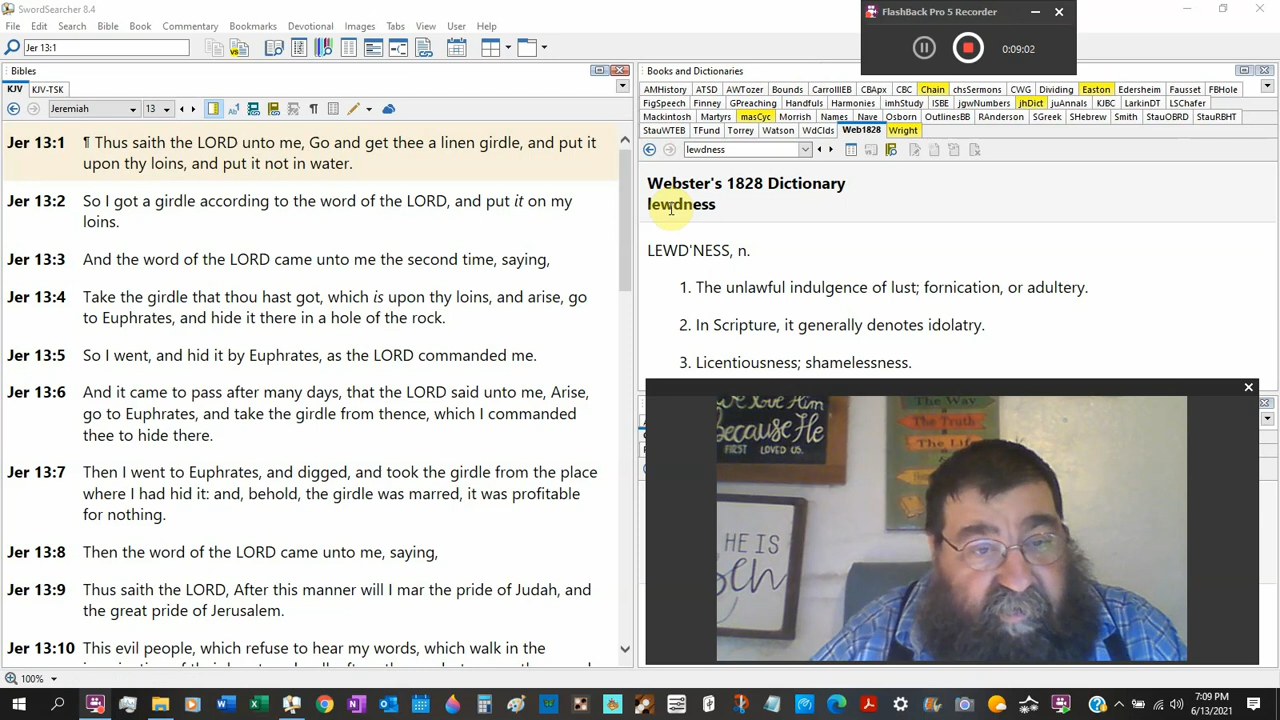 SwordSearcher 8.4
File Edit Search Book Commentary Bookmarks Devotional Images Tabs View User Help
Jer 13:1
Bibles
KJV KJV-TSK
Jeremiah 13
Jer 13:1 ¶ Thus saith the LORD unto me, Go and get thee a linen girdle, and put it
upon thy loins, and put it not in water.
Jer 13:2 So I got a girdle according to the word of the LORD, and put it on my
loins.
Jer 13:3 And the word of the LORD came unto me the second time, saying,
Jer 13:4 Take the girdle that thou hast got, which is upon thy loins, and arise, go
to Euphrates, and hide it there in a hole of the rock.
Jer 13:5 So I went, and hid it by Euphrates, as the LORD commanded me.
Jer 13:6 And it came to pass after many days, that the LORD said unto me, Arise,
go to Euphrates, and take the girdle from thence, which I commanded
thee to hide there.
Jer 13:7 Then I went to Euphrates, and digged, and took the girdle from the place
where I had hid it: and, behold, the girdle was marred, it was profitable
for nothing.
Jer 13:8 Then the word of the LORD came unto me, saying,
Jer 13:9 Thus saith the LORD, After this manner will I mar the pride of Judah, and
the great pride of Jerusalem.
Jer 13:10 This evil people, which refuse to hear my words, which walk in the
100%
FlashBack Pro 5 Recorder
0:09:02
Books and Dictionaries
AMHistory ATSD AWTozer Bounds CarrollEB CBApx CBC Chain chsSermons CWG Dividing Easton Edersheim Fausset FBHole
FigSpeech Finney GPreaching Handfuls Harmonies imhStudy ISBE jgwNumbers jhDict juAnnals KJBC LarkinDT LSChafer
Mackintosh Martyrs masCyc Morrish Names Nave Osborn OutlinesBB RAnderson SGreek SHebrew Smith StauOBRD StauRBHT
StauWTEB TFund Torrey Watson WdClds Web1828 Wright
lewdness
Webster's 1828 Dictionary
lewdness
LEWD'NESS, n.
1. The unlawful indulgence of lust; fornication, or adultery.
2. In Scripture, it generally denotes idolatry.
3. Licentiousness; shamelessness.
We love Him
because He
FIRST LOVED US.
The Way
The Truth
The Life
HE IS
7:09 PM
6/13/2021